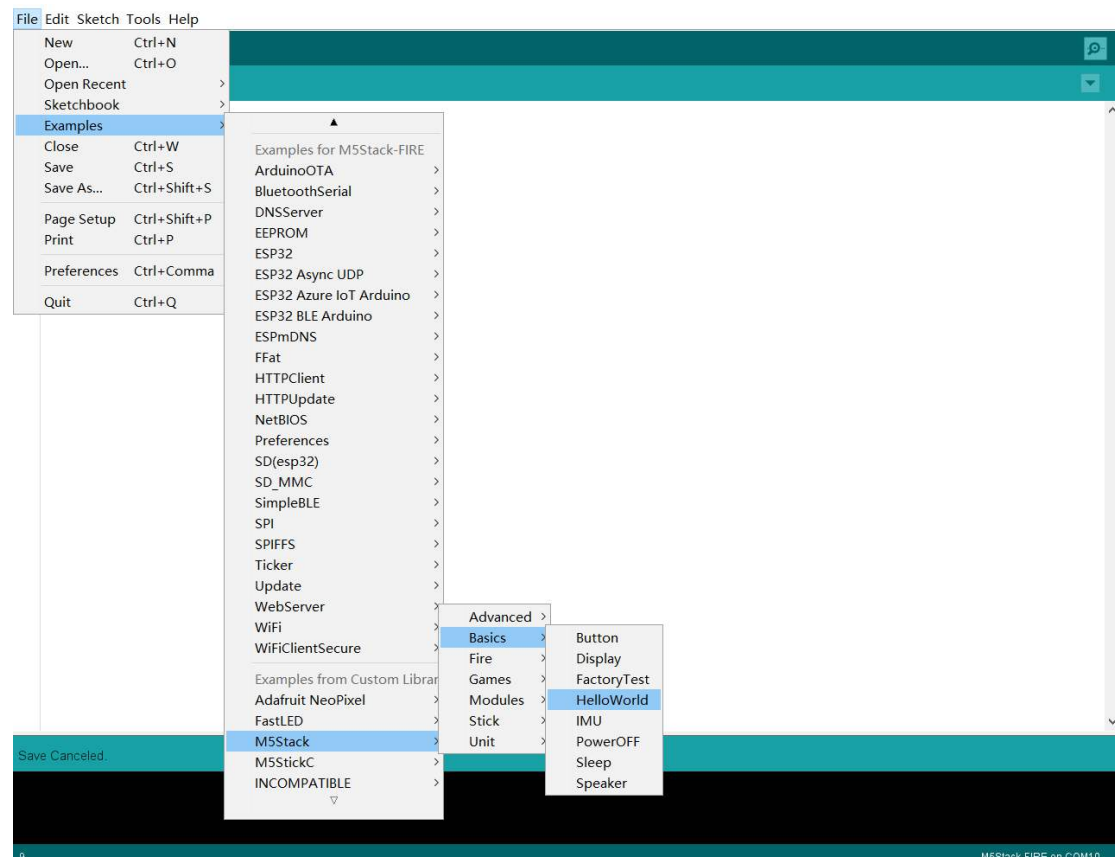 File Edit Sketch Tools Help
New Ctrl+N
Open... Ctrl+O
Open Recent >
Sketchbook >
Examples >
Close Ctrl+W
Save Ctrl+S
Save As... Ctrl+Shift+S
Page Setup Ctrl+Shift+P
Print Ctrl+P
Preferences Ctrl+Comma
Quit Ctrl+Q
Examples for M5Stack-FIRE
ArduinoOTA >
BluetoothSerial >
DNSServer >
EEPROM >
ESP32 >
ESP32 Async UDP >
ESP32 Azure IoT Arduino >
ESP32 BLE Arduino >
ESPmDNS >
FFat >
HTTPClient >
HTTPUpdate >
NetBIOS >
Preferences >
SD(esp32) >
SD_MMC >
SimpleBLE >
SPI >
SPIFFS >
Ticker >
Update >
WebServer >
WiFi >
WiFiClientSecure >
Examples from Custom Librar
Adafruit NeoPixel >
FastLED >
M5Stack >
M5StickC >
INCOMPATIBLE >
Advanced >
Basics >
Fire >
Games >
Modules >
Stick >
Unit >
Button
Display
FactoryTest
HelloWorld
IMU
PowerOFF
Sleep
Speaker
Save Canceled.
9
M5Stack-FIRE on COM10